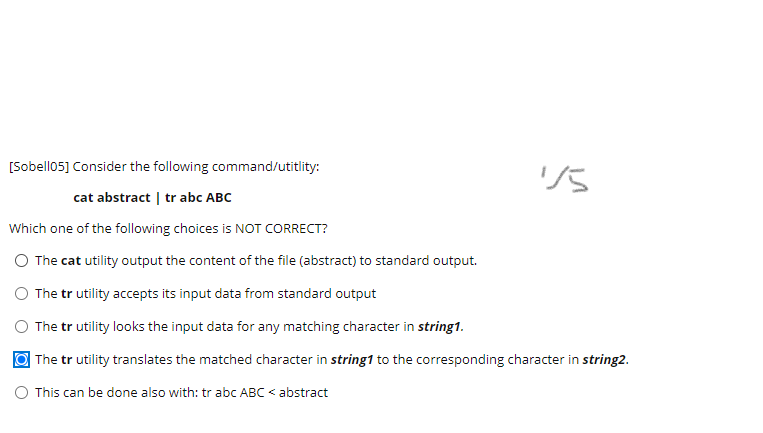 [Sobell05] Consider the following command/utitlity:
1/5
cat abstract | tr abc ABC
Which one of the following choices is NOT CORRECT?
The cat utility output the content of the file (abstract) to standard output.
The tr utility accepts its input data from standard output
The tr utility looks the input data for any matching character in string1.
The tr utility translates the matched character in string1 to the corresponding character in string2.
This can be done also with: tr abc ABC < abstract